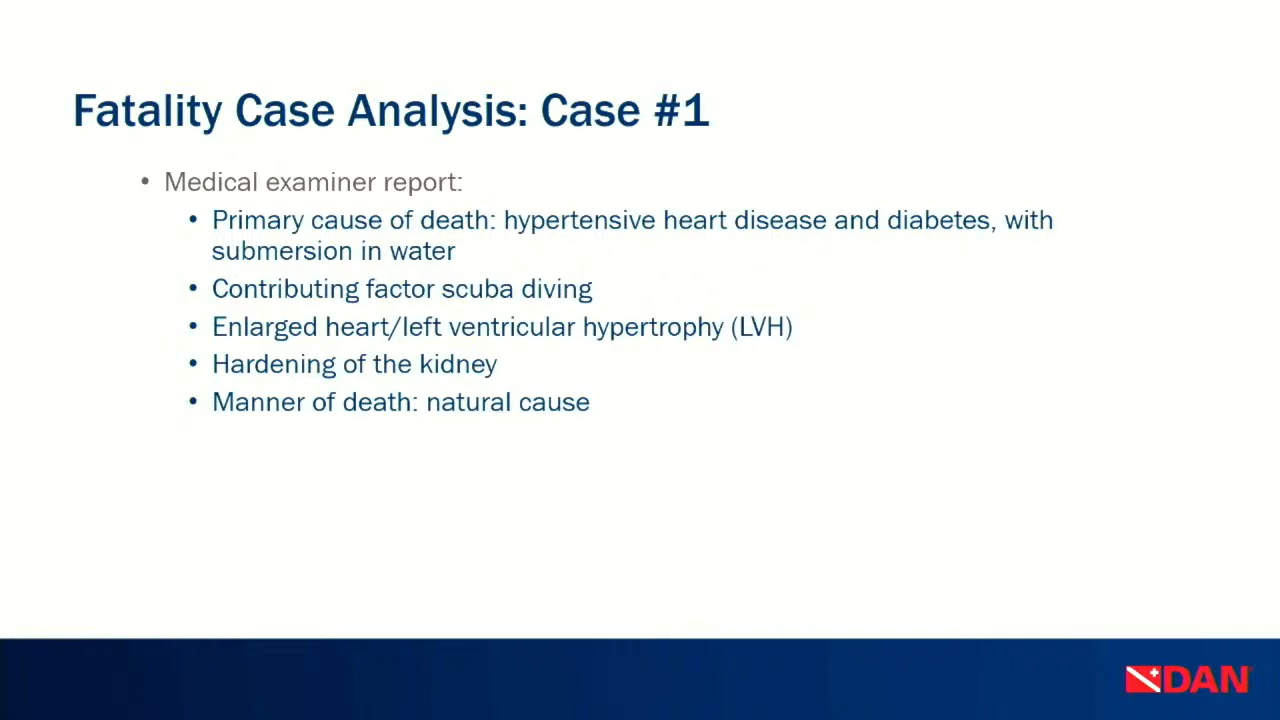 Fatality Case Analysis: Case #1
• Medical examiner report:
• Primary cause of death: hypertensive heart disease and diabetes, with
submersion in water
• Contributing factor scuba diving
• Enlarged heart/left ventricular hypertrophy (LVH)
• Hardening of the kidney
• Manner of death: natural cause
DAN